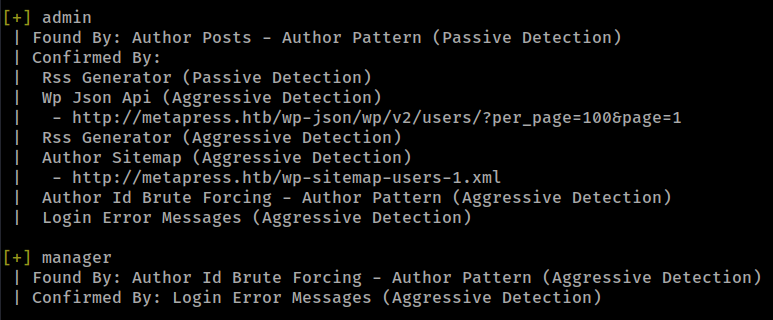 [+] admin
| Found By: Author Posts - Author Pattern (Passive Detection)
| Confirmed By:
|  Rss Generator (Passive Detection)
|  Wp Json Api (Aggressive Detection)
|   - http://metapress.htb/wp-json/wp/v2/users/?per_page=100&page=1
|  Rss Generator (Aggressive Detection)
|  Author Sitemap (Aggressive Detection)
|   - http://metapress.htb/wp-sitemap-users-1.xml
|  Author Id Brute Forcing - Author Pattern (Aggressive Detection)
|  Login Error Messages (Aggressive Detection)
[+] manager
| Found By: Author Id Brute Forcing - Author Pattern (Aggressive Detection)
| Confirmed By: Login Error Messages (Aggressive Detection)